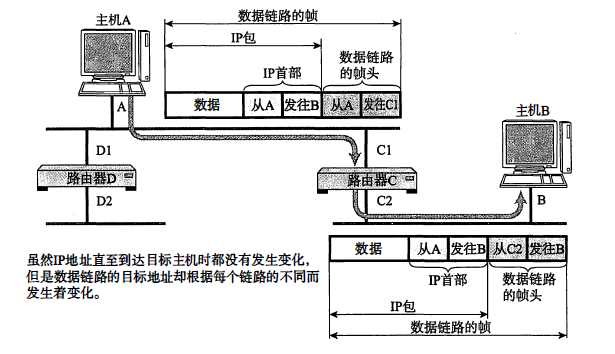 主机A
数据链路的帧
IP包
IP首部
数据链路
的帧头
数据 从A 发往B 从A 发往C1
A
主机B
D1
C1
路由器D
路由器C
D2
C2
B
数据 从A 发往B 从C2 发往B
虽然IP地址直至到达目标主机时都没有发生变化，
但是数据链路的目标地址却根据每个链路的不同而
发生着变化。
IP首部
数据链路
的帧头
IP包
数据链路的帧